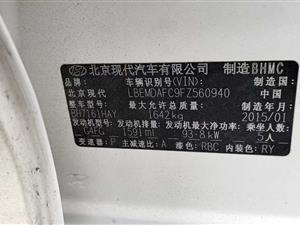 北京现代汽车有限公司 制造BHMC
品牌: 车辆识别号(VIN): 制造国:
北京现代 LBEMDAFC9FZ560940 中国
整车型号: 最大允许总质量: 制造年月:
BH7161HAY 1642kg 2015/01
发动机型号: 发动机排量: 发动机最大净功率: 乘坐人数:
G4FG 1591ml 93.8kW 5人
变速器: P 主减速比: A 漆色: RBC 内装色: RY